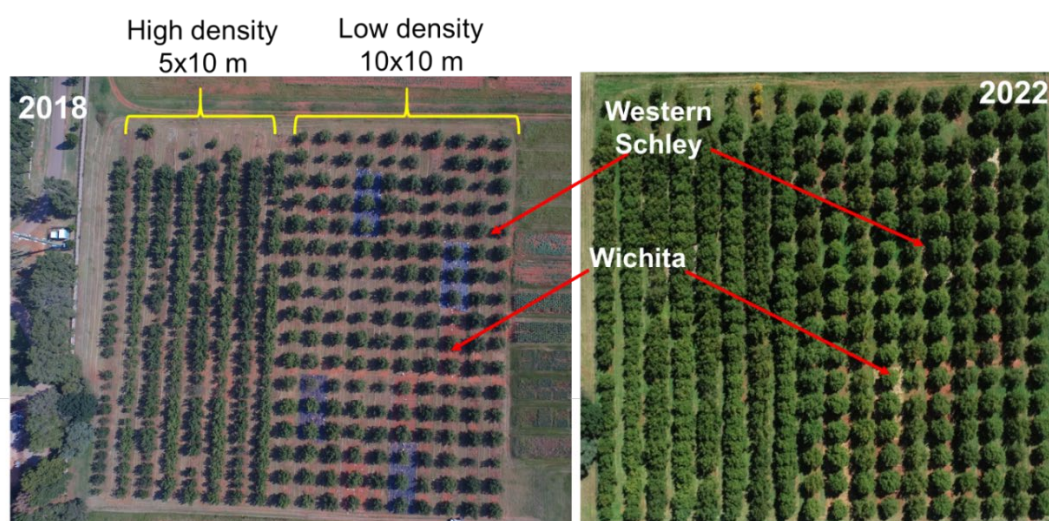 High density
5x10 m
Low density
10x10 m
2018
2022
Western
Schley
Wichita